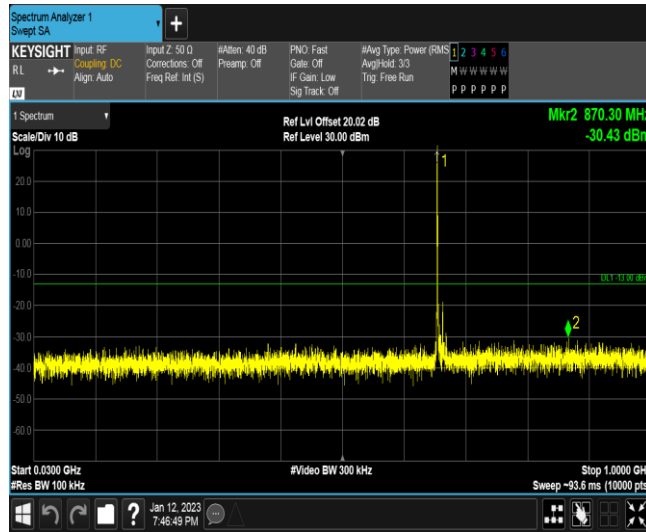 Spectrum Analyzer 1
Swept SA
+
KEYSIGHT
RL
LXI
Input: RF
Coupling: DC
Align: Auto
Input Z: 50 Ω
Corrections: Off
Freq Ref: Int (S)
#Atten: 40 dB
Preamp: Off
PNO: Fast
Gate: Off
IF Gain: Low
Sig Track: Off
#Avg Type: Power (RMS
Avg|Hold: 3/3
Trig: Free Run
1 2 3 4 5 6
M W W W W W
P P P P P P
1 Spectrum
Scale/Div 10 dB
Log
Ref Lvl Offset 20.02 dB
Ref Level 30.00 dBm
Mkr2 870.30 MHz
-30.43 dBm
20.0
10.0
0.00
-10.0
-20.0
-30.0
-40.0
-50.0
-60.0
1
DL1 -13.00 dBm
2
Start 0.0300 GHz
#Res BW 100 kHz
#Video BW 300 kHz
Stop 1.0000 GHz
Sweep ~93.6 ms (10000 pts)
?
Jan 12, 2023
7:46:49 PM